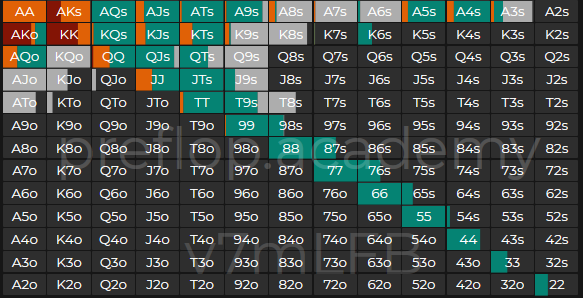 AA AKs AQs AJs ATs A9s A8s A7s A6s A5s A4s A3s A2s
AKo KK KQs KJs KTs K9s K8s K7s K6s K5s K4s K3s K2s
AQo KQo QQ QJs QTs Q9s Q8s Q7s Q6s Q5s Q4s Q3s Q2s
AJo KJo QJo JJ JTs J9s J8s J7s J6s J5s J4s J3s J2s
ATo KTo QTo JTo TT T9s T8s T7s T6s T5s T4s T3s T2s
A9o K9o Q9o J9o T9o 99 98s 97s 96s 95s 94s 93s 92s
A8o K8o Q8o J8o T8o 98o 88 87s 86s 85s 84s 83s 82s
preflop.academy
A7o K7o Q7o J7o T7o 97o 87o 77 76s 75s 74s 73s 72s
A6o K6o Q6o J6o T6o 96o 86o 76o 66 65s 64s 63s 62s
A5o K5o Q5o J5o T5o 95o 85o 75o 65o 55 54s 53s 52s
A4o K4o Q4o J4o T4o 94o 84o 74o 64o 54o 44 43s 42s
v7mLFB
A3o K3o Q3o J3o T3o 93o 83o 73o 63o 53o 43o 33 32s
A2o K2o Q2o J2o T2o 92o 82o 72o 62o 52o 42o 32o 22